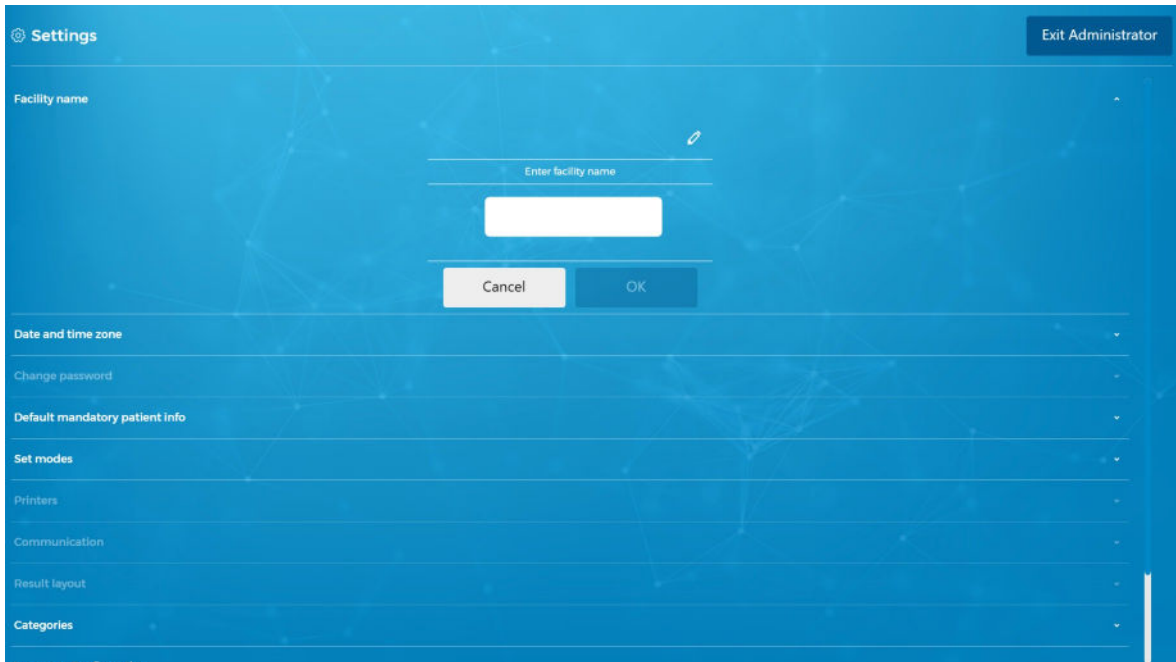 Settings
Exit Administrator
Facility name
Enter facility name
Cancel
OK
Date and time zone
Change password
Default mandatory patient info
Set modes
Printers
Communication
Result layout
Categories